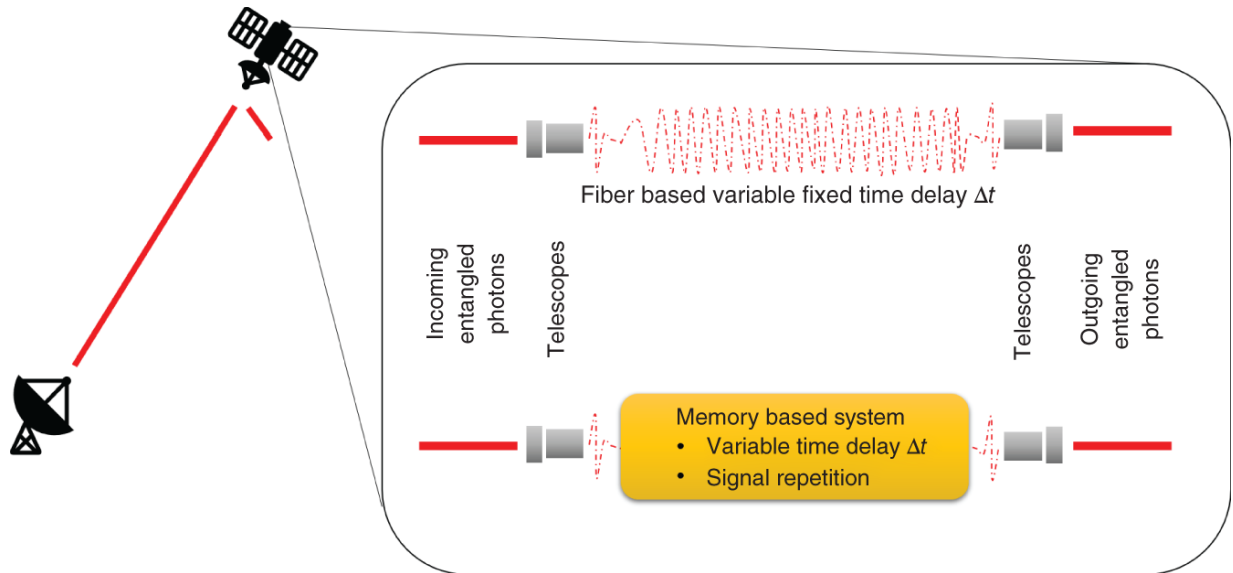 Fiber based variable fixed time delay Δt
Incoming
entangled
photons
Telescopes
Telescopes
Outgoing
entangled
photons
Memory based system
• Variable time delay Δt
• Signal repetition